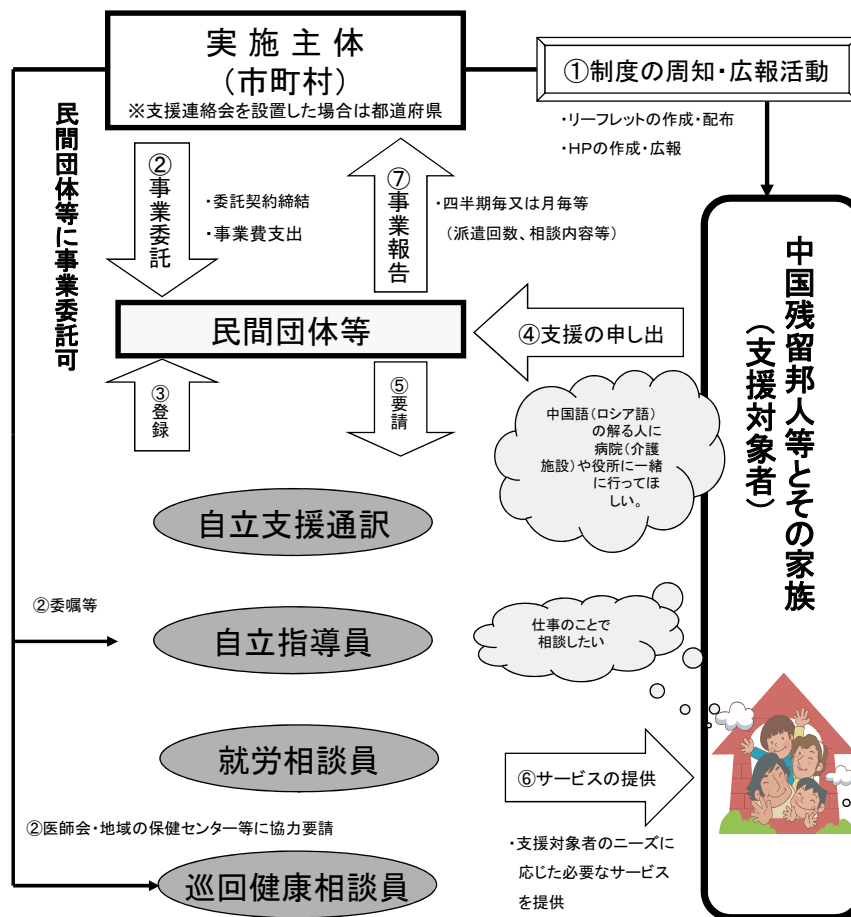 実施主体
(市町村)
※支援連絡会を設置した場合は都道府県
①制度の周知・広報活動
・リーフレットの作成・配布
・HPの作成・広報
民間団体等に事業委託可
②事業委託
・委託契約締結
・事業費支出
⑦事業報告
・四半期毎又は月毎等
(派遣回数、相談内容等)
民間団体等
④支援の申し出
③登録
⑤要請
中国語(ロシア語)
の解る人に
病院(介護
施設)や役所に一緒
に行ってほ
しい。
中国残留邦人等とその家族
(支援対象者)
自立支援通訳
②委嘱等
自立指導員
仕事のことで
相談したい
就労相談員
⑥サービスの提供
②医師会・地域の保健センター等に協力要請
・支援対象者のニーズに
応じた必要なサービス
を提供
巡回健康相談員